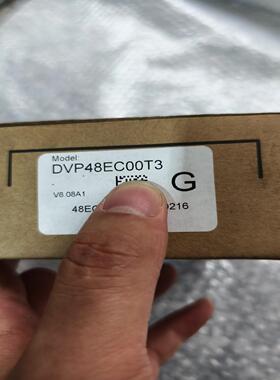 Model:
DVP48EC00T3
G
V8.08A1
48EC 0216